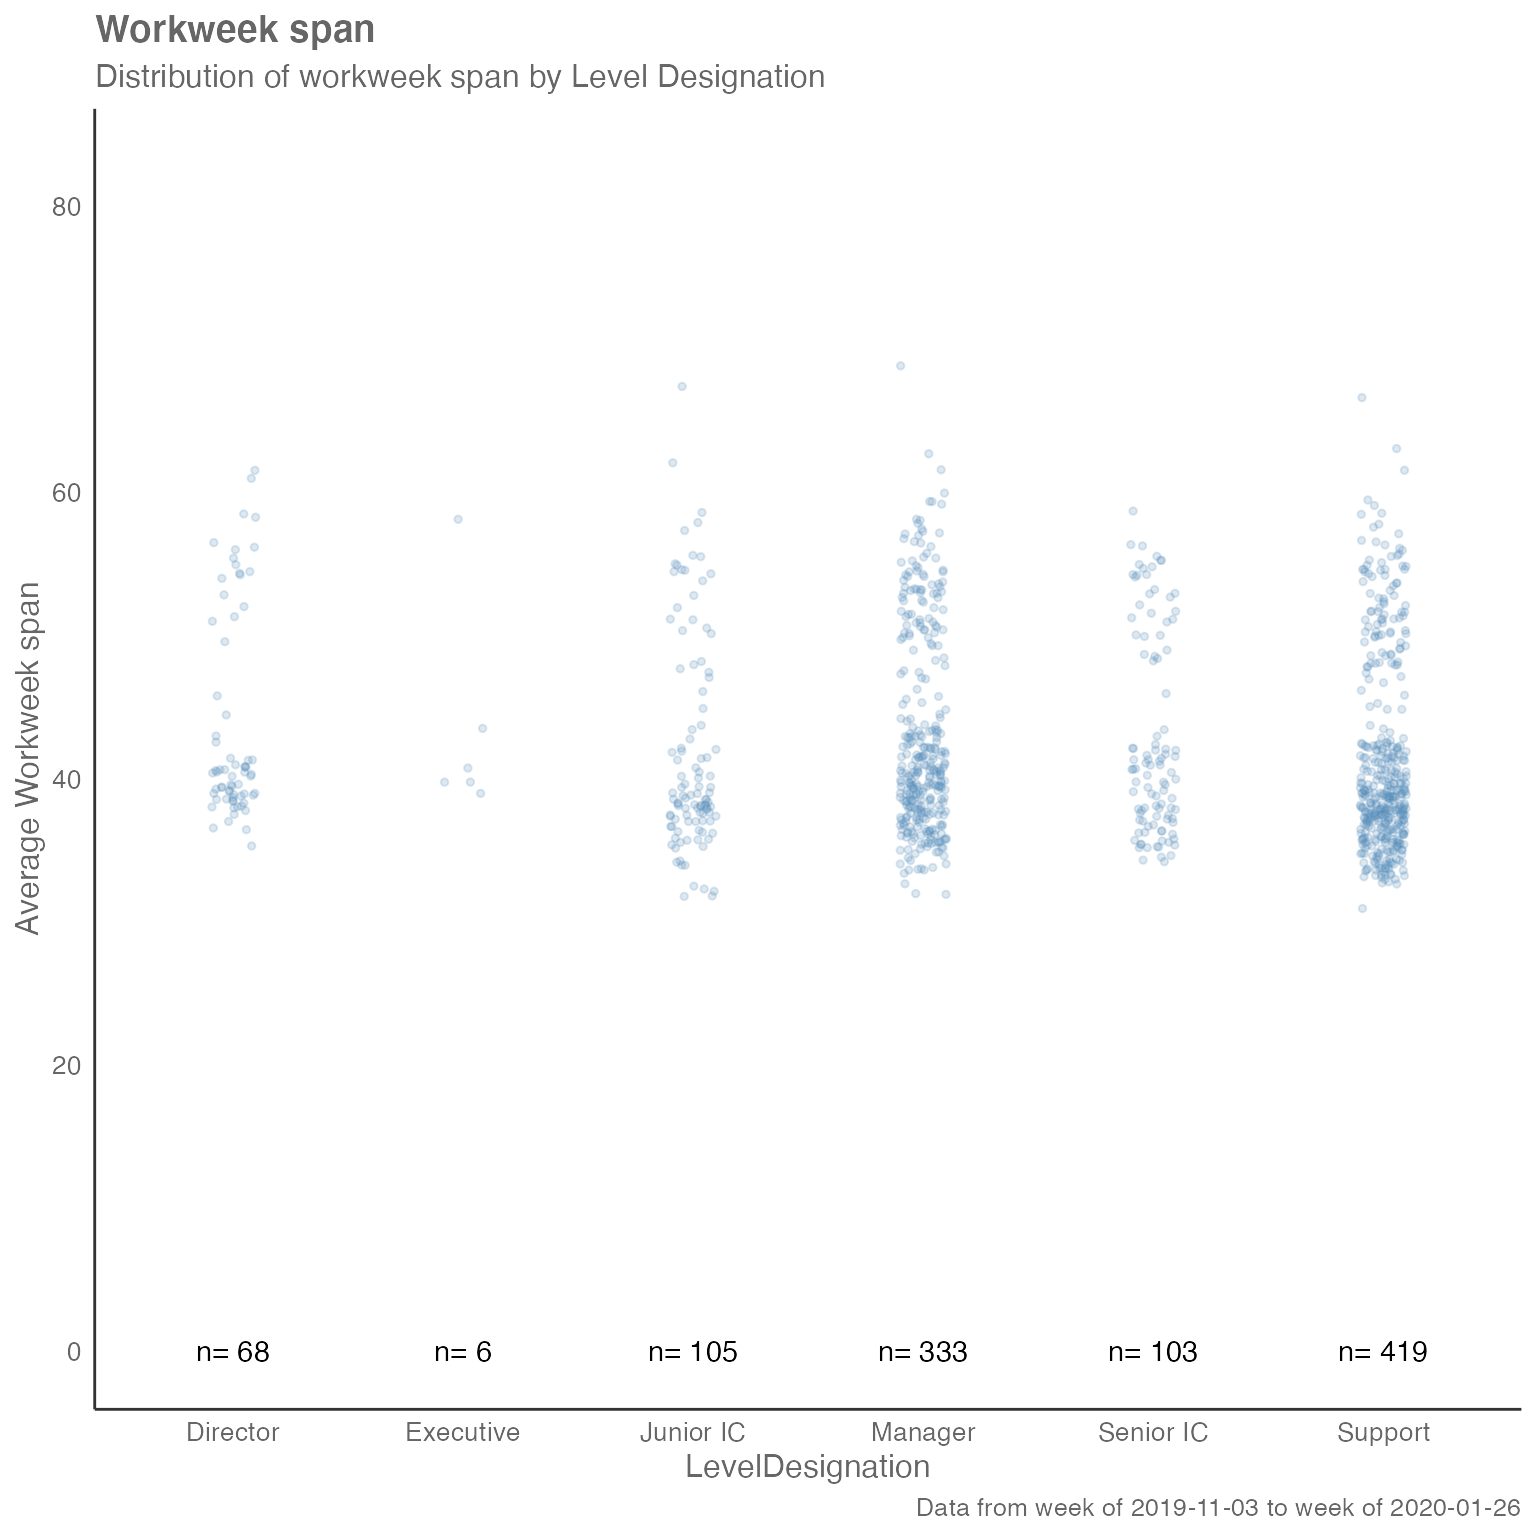 Workweek span
Distribution of workweek span by Level Designation
Average Workweek span
80
60
40
20
0
n= 68 n= 6 n= 105 n= 333 n= 103 n= 419
Director Executive Junior IC Manager Senior IC Support
LevelDesignation
Data from week of 2019-11-03 to week of 2020-01-26